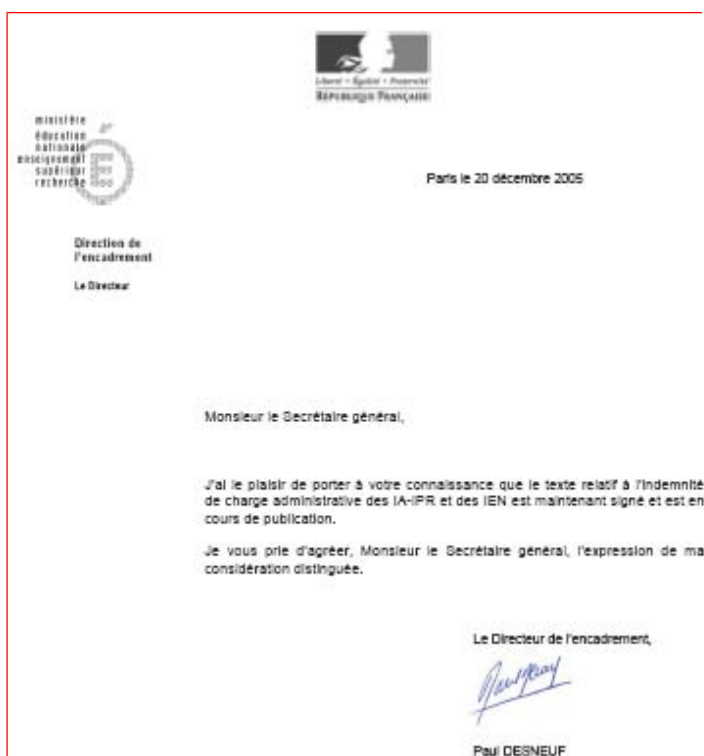 Liberté • Égalité • Fraternité
RÉPUBLIQUE FRANÇAISE
ministère
éducation
nationale
enseignement
supérieur
recherche
Paris le 20 décembre 2005
Direction de
l'encadrement
Le Directeur
Monsieur le Secrétaire général,
J'ai le plaisir de porter à votre connaissance que le texte relatif à l'indemnité
de charge administrative des IA-IPR et des IEN est maintenant signé et est en
cours de publication.
Je vous prie d'agréer, Monsieur le Secrétaire général, l'expression de ma
considération distinguée.
Le Directeur de l'encadrement,
Paul DESNEUF